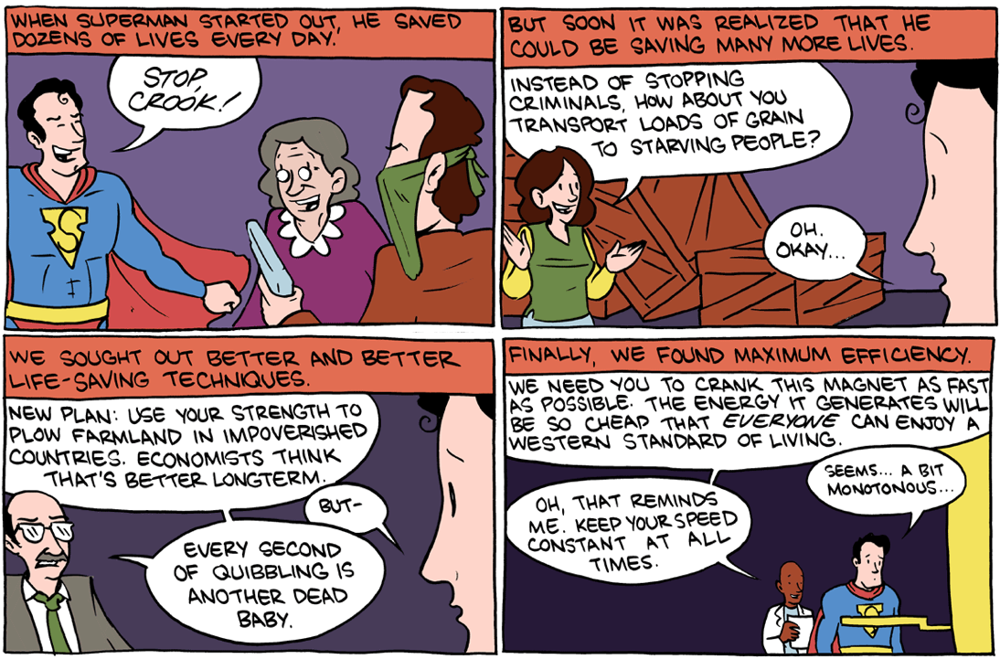 WHEN SUPERMAN STARTED OUT, HE SAVED
DOZENS OF LIVES EVERY DAY.
STOP,
CROOK!
S
BUT SOON IT WAS REALIZED THAT HE
COULD BE SAVING MANY MORE LIVES.
INSTEAD OF STOPPING
CRIMINALS, HOW ABOUT YOU
TRANSPORT LOADS OF GRAIN
TO STARVING PEOPLE?
OH.
OKAY...
WE SOUGHT OUT BETTER AND BETTER
LIFE-SAVING TECHNIQUES.
NEW PLAN: USE YOUR STRENGTH TO
PLOW FARMLAND IN IMPOVERISHED
COUNTRIES. ECONOMISTS THINK
THAT'S BETTER LONGTERM.
BUT-
EVERY SECOND
OF QUIBBLING IS
ANOTHER DEAD
BABY.
FINALLY, WE FOUND MAXIMUM EFFICIENCY.
WE NEED YOU TO CRANK THIS MAGNET AS FAST
AS POSSIBLE. THE ENERGY IT GENERATES WILL
BE SO CHEAP THAT EVERYONE CAN ENJOY A
WESTERN STANDARD OF LIVING.
SEEMS... A BIT
MONOTONOUS...
OH, THAT REMINDS
ME. KEEP YOUR SPEED
CONSTANT AT ALL
TIMES.
S